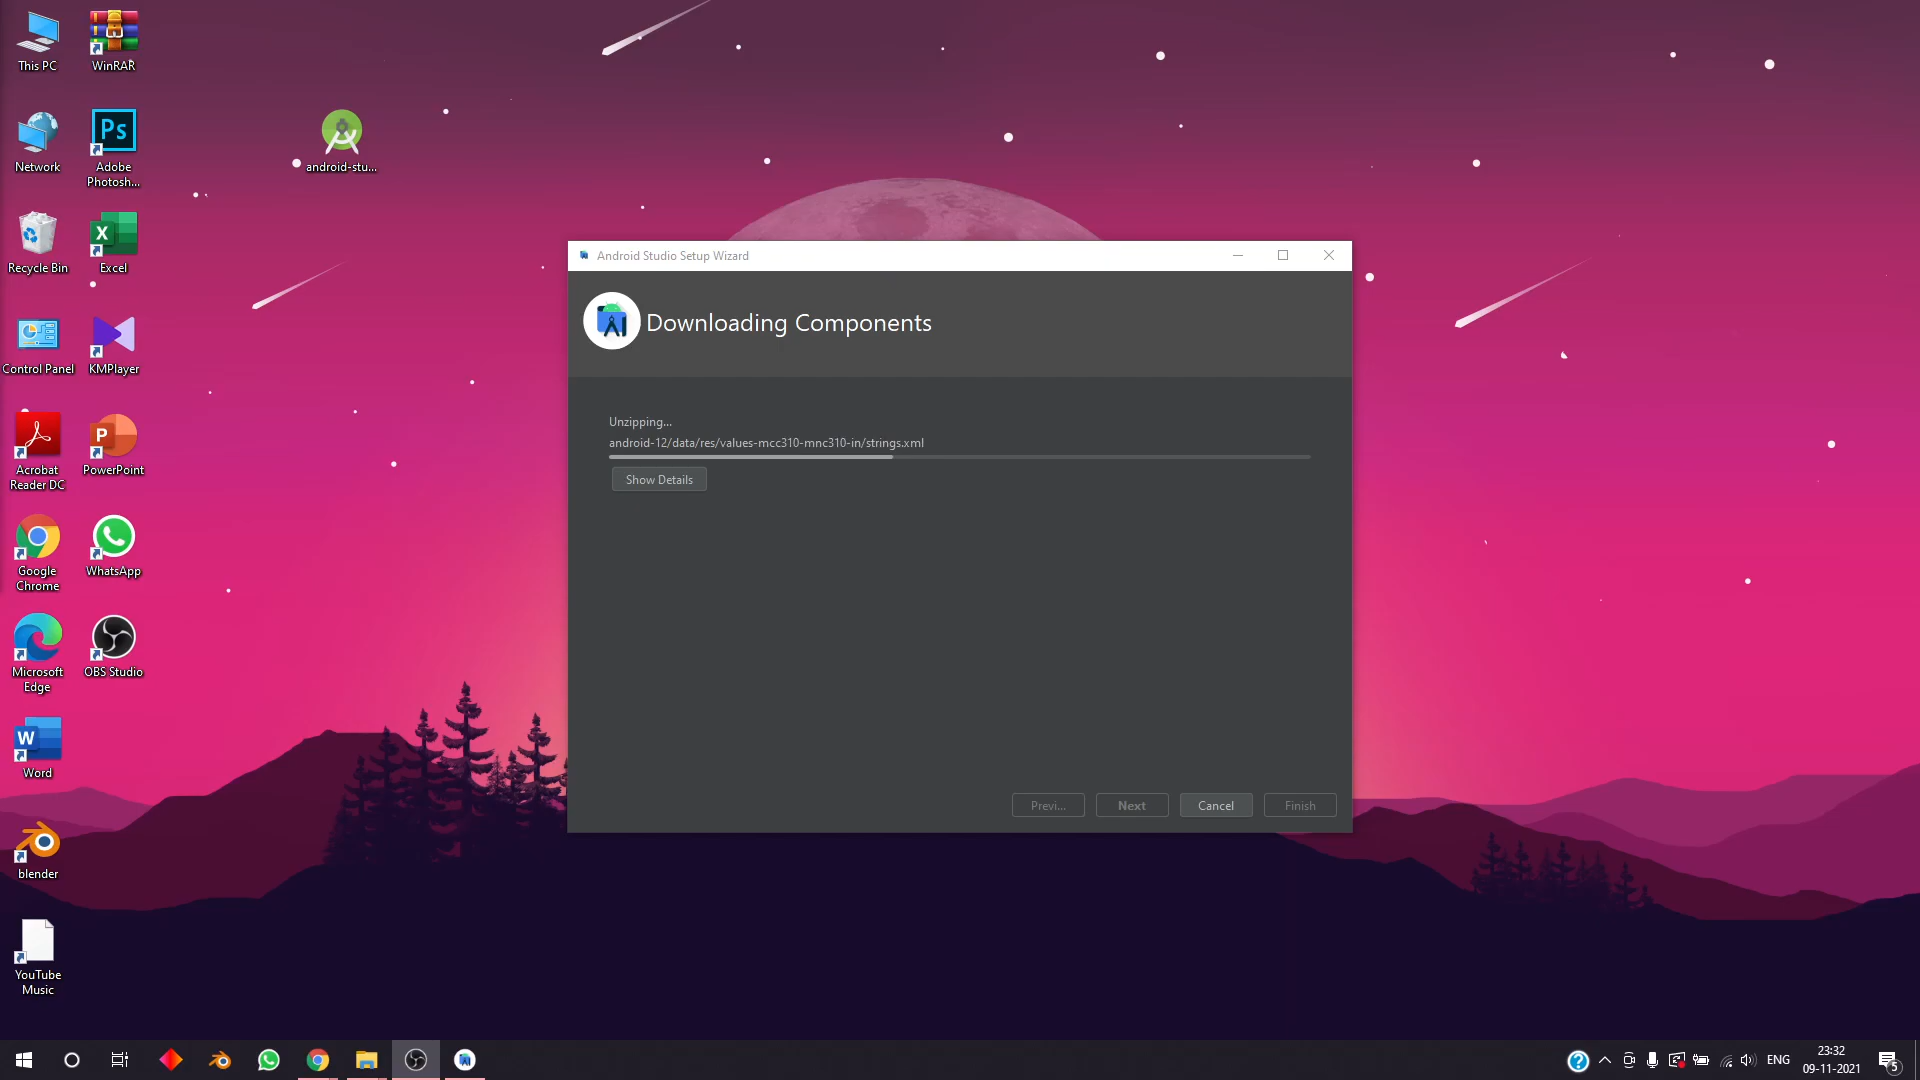 This PC
WinRAR
Network
Adobe
Photosh...
Ps
android-stu...
Recycle Bin
X
Excel
Control Panel
KMPlayer
Acrobat
Reader DC
P
PowerPoint
Google
Chrome
WhatsApp
Microsoft
Edge
OBS Studio
W
Word
blender
YouTube
Music
Android Studio Setup Wizard
Downloading Components
Unzipping...
android-12/data/res/values-mcc310-mnc310-in/strings.xml
Show Details
Previ...
Next
Cancel
Finish
ENG
23:32
09-11-2021
5